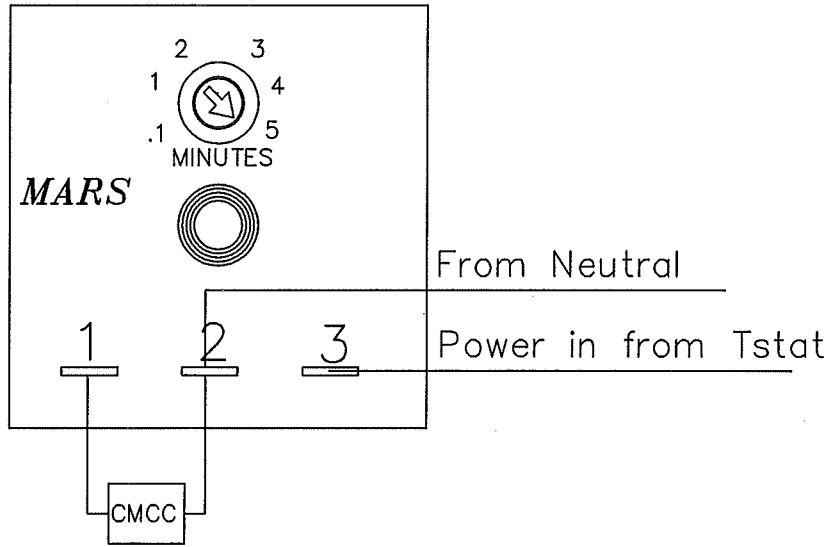 2 3
1 4
.1 5
MINUTES
MARS
From Neutral
1 2 3
Power in from Tstat
CMCC